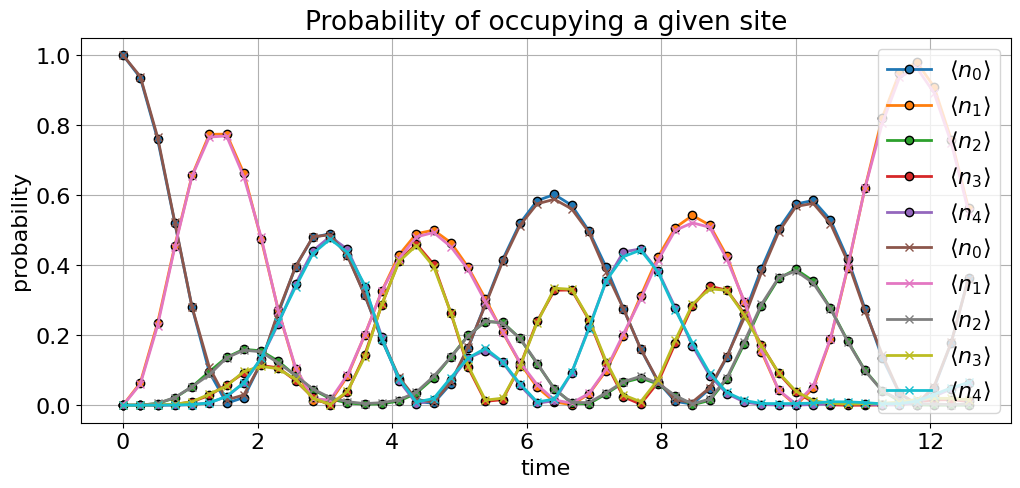 Probability of occupying a given site
probability
1.0
0.8
0.6
0.4
0.2
0.0
0
2
4
6
8
10
12
time
⟨n₀⟩
⟨n₁⟩
⟨n₂⟩
⟨n₃⟩
⟨n₄⟩
⟨n₀⟩
⟨n₁⟩
⟨n₂⟩
⟨n₃⟩
⟨n₄⟩